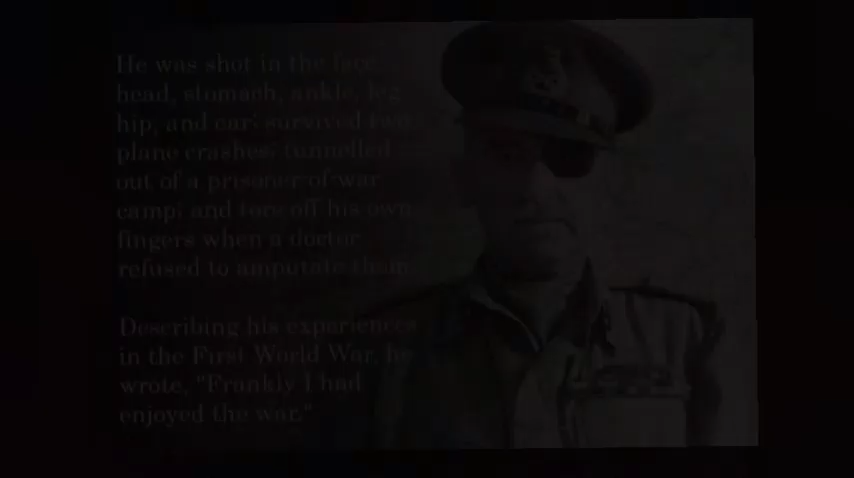 He was shot in the face,
head, stomach, ankle, leg,
hip, and ear; survived two
plane crashes; tunnelled
out of a prisoner-of-war
camp; and tore off his own
fingers when a doctor
refused to amputate them.
Describing his experiences
in the First World War, he
wrote, "Frankly I had
enjoyed the war."